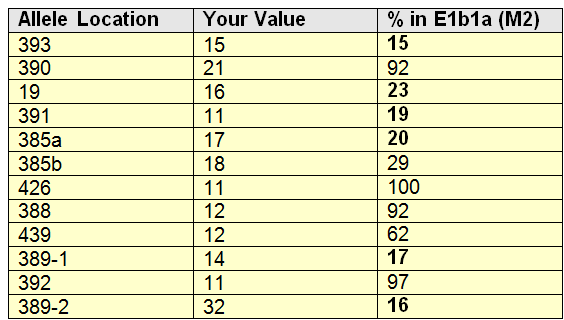 Allele Location Your Value % in E1b1a (M2)
393 15 15
390 21 92
19 16 23
391 11 19
385a 17 20
385b 18 29
426 11 100
388 12 92
439 12 62
389-1 14 17
392 11 97
389-2 32 16